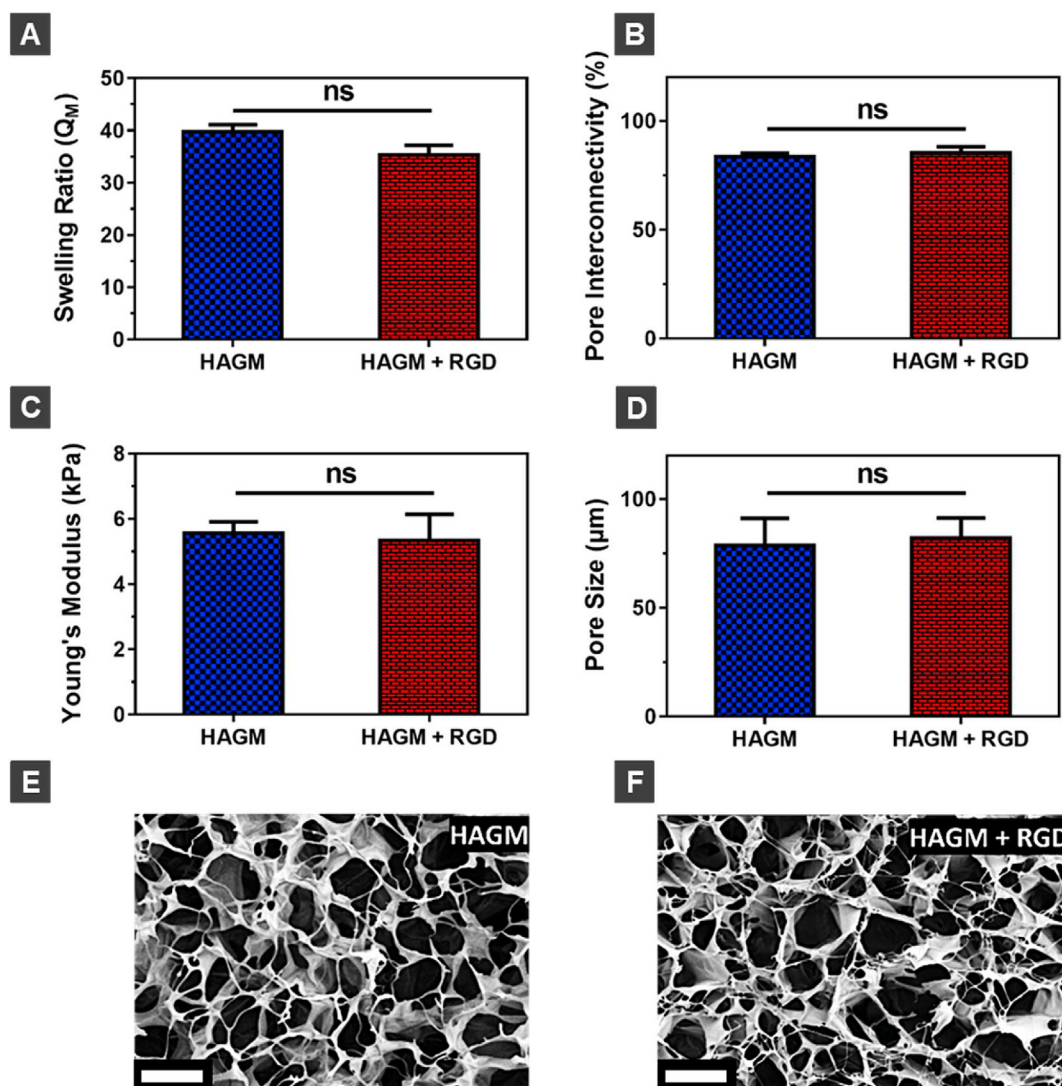 A
Swelling Ratio (QM)
50
40
30
20
10
0
ns
HAGM
HAGM + RGD
B
Pore Interconnectivity (%)
100
50
0
ns
HAGM
HAGM + RGD
C
Young's Modulus (kPa)
8
6
4
2
0
ns
HAGM
HAGM + RGD
D
Pore Size (µm)
100
50
0
ns
HAGM
HAGM + RGD
E
HAGM
F
HAGM + RGD